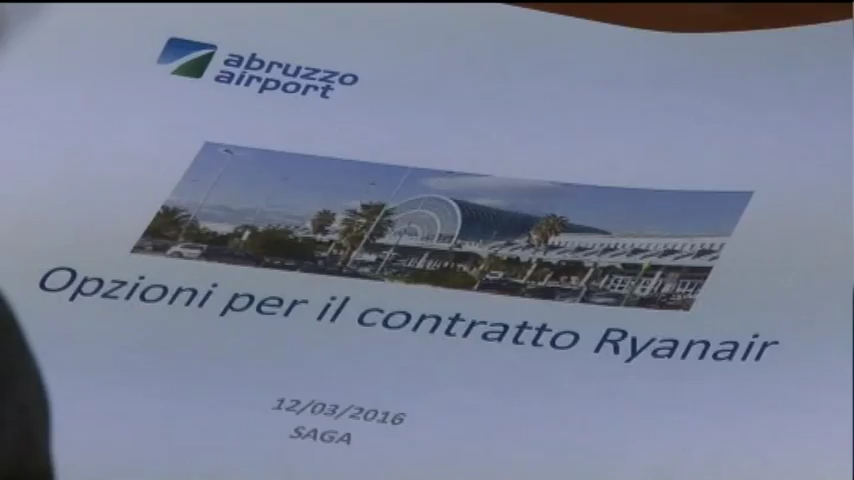 abruzzo
airport
Opzioni per il contratto Ryanair
12/03/2016
SAGA